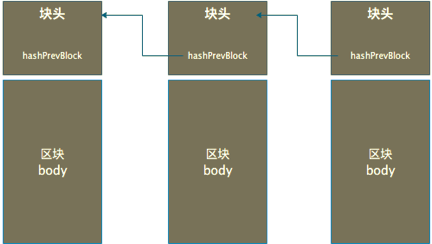 块头
hashPrevBlock
区块
body
块头
hashPrevBlock
区块
body
块头
hashPrevBlock
区块
body